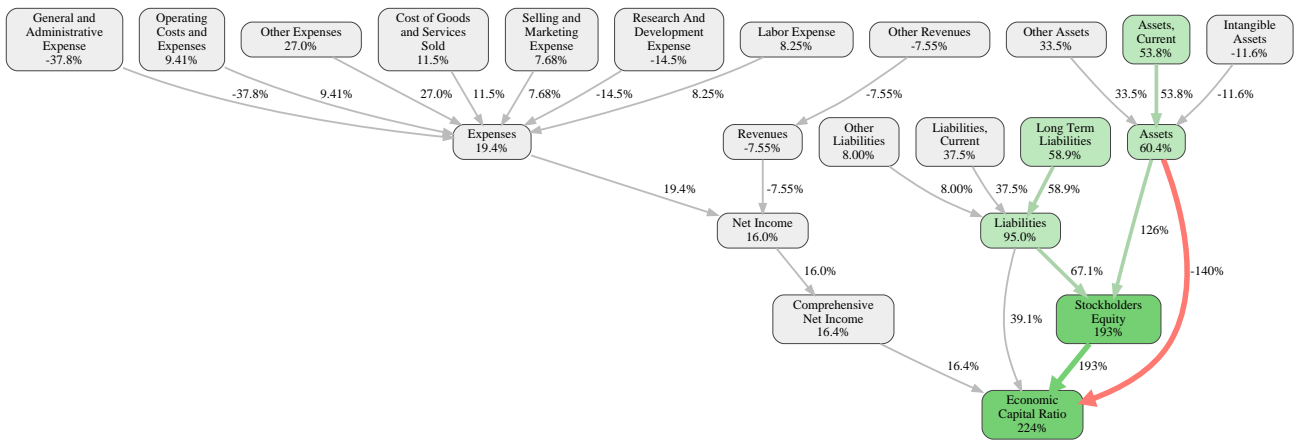 General and
Administrative
Expense
-37.8%
Operating
Costs and
Expenses
9.41%
Other Expenses
27.0%
Cost of Goods
and Services
Sold
11.5%
Selling and
Marketing
Expense
7.68%
Research And
Development
Expense
-14.5%
Labor Expense
8.25%
Other Revenues
-7.55%
Other Assets
33.5%
Assets,
Current
53.8%
Intangible
Assets
-11.6%
-37.8%
9.41%
27.0%
11.5%
7.68%
-14.5%
8.25%
-7.55%
33.5%
53.8%
-11.6%
Expenses
19.4%
Revenues
-7.55%
Other
Liabilities
8.00%
Liabilities,
Current
37.5%
Long Term
Liabilities
58.9%
Assets
60.4%
19.4%
-7.55%
8.00%
37.5%
58.9%
Net Income
16.0%
Liabilities
95.0%
126%
16.0%
67.1%
-140%
Comprehensive
Net Income
16.4%
39.1%
Stockholders
Equity
193%
16.4%
193%
Economic
Capital Ratio
224%